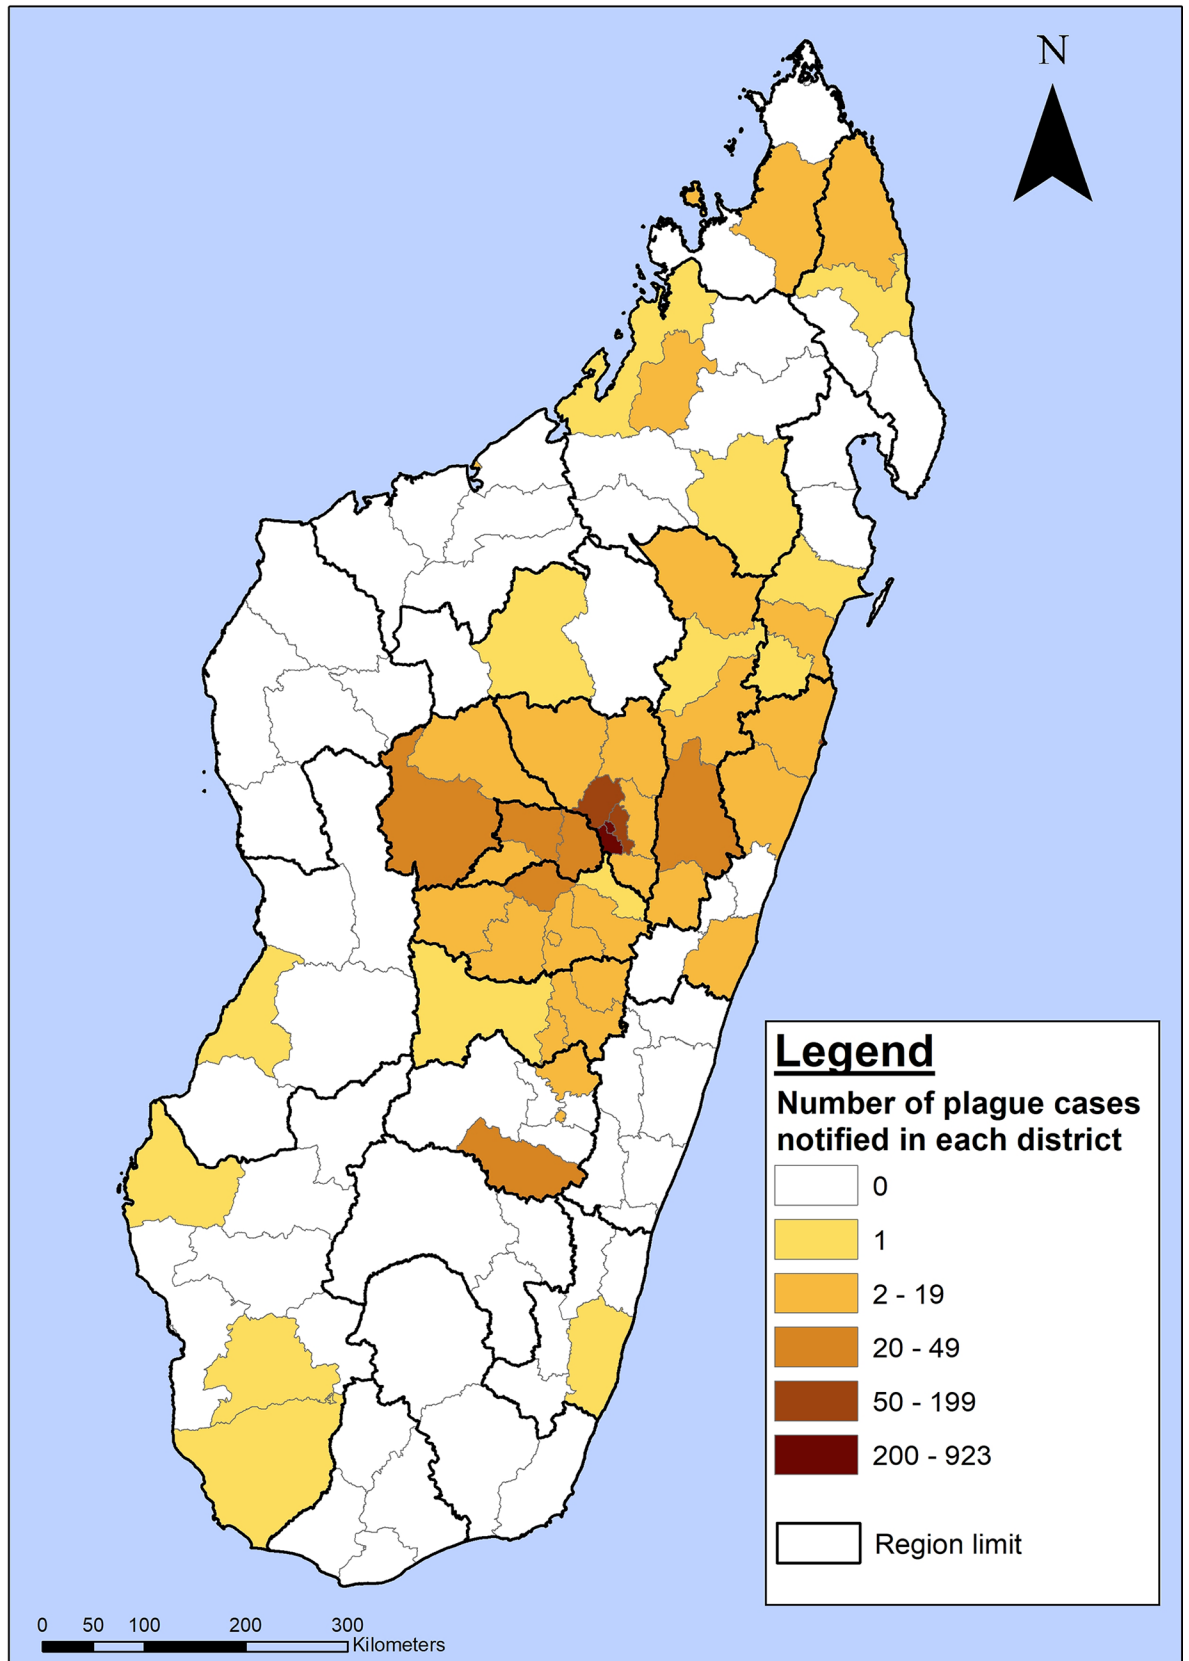 N
Legend
Number of plague cases
notified in each district
0
1
2 - 19
20 - 49
50 - 199
200 - 923
Region limit
0 50 100 200 300
Kilometers